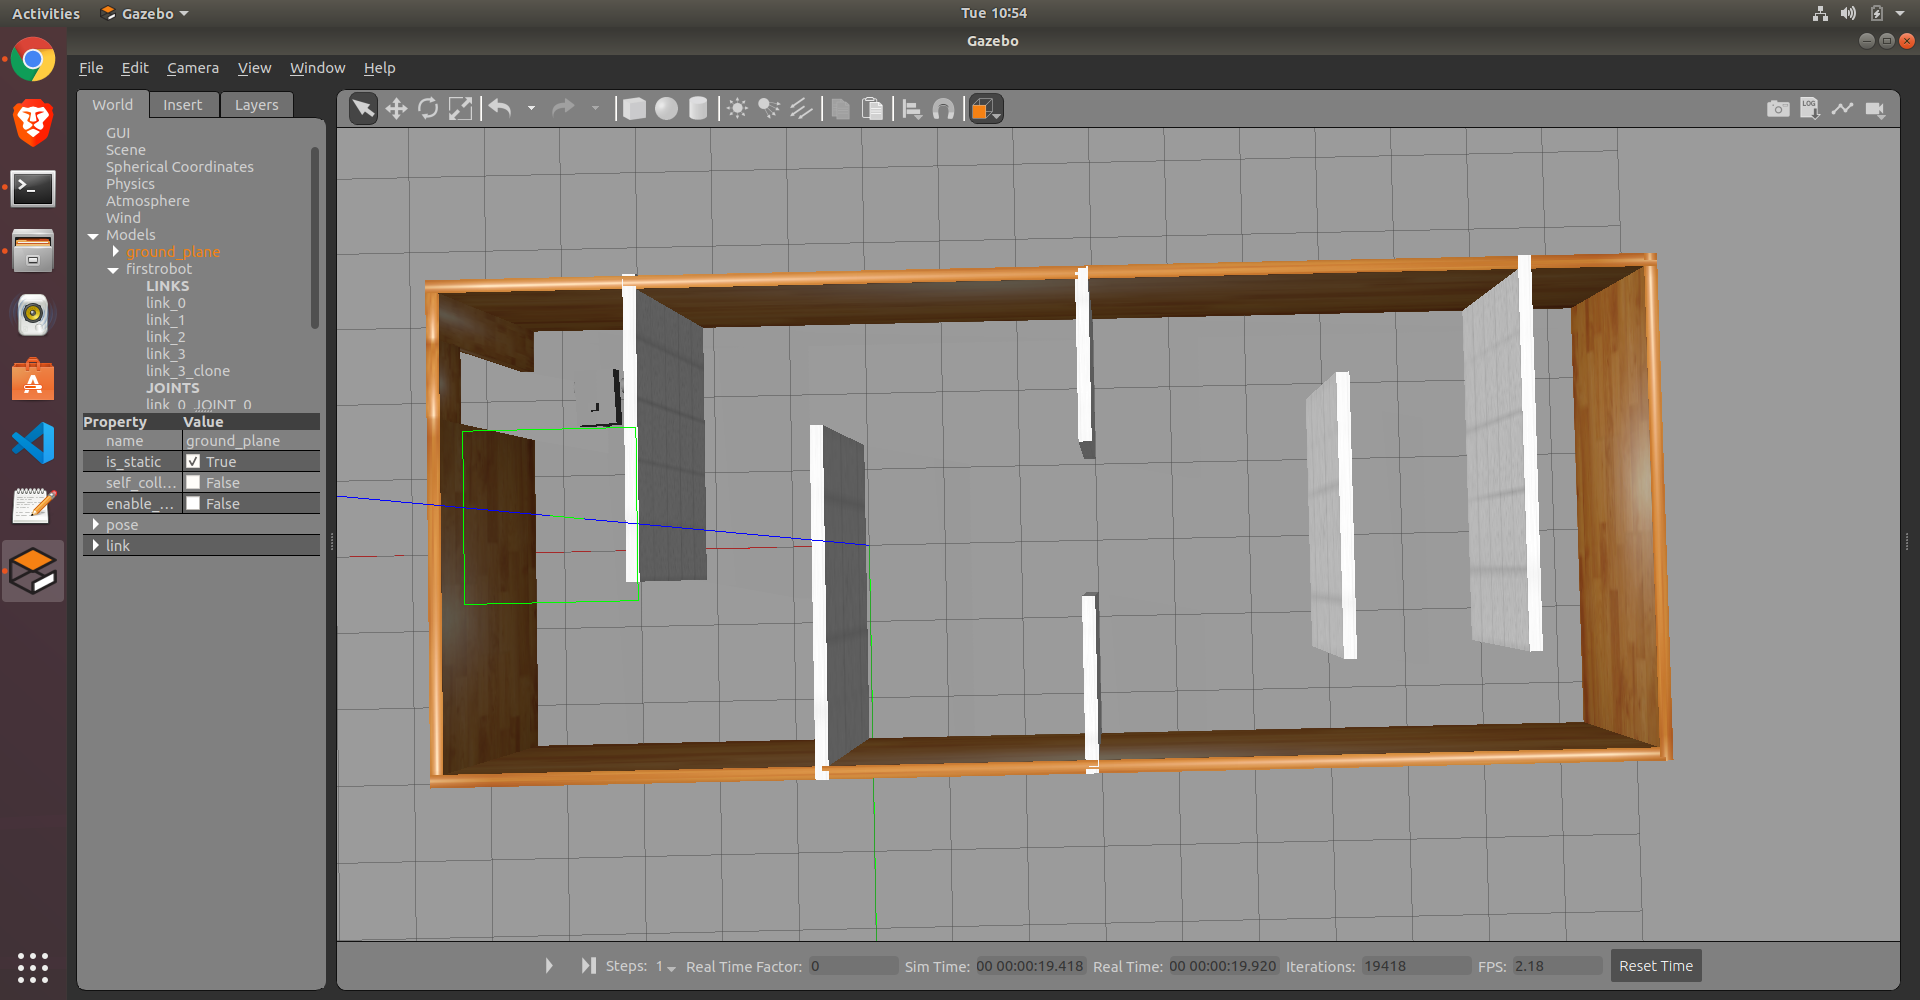 Activities Gazebo Tue 10:54
Gazebo
File Edit Camera View Window Help
World Insert Layers
GUI
Scene
Spherical Coordinates
Physics
Atmosphere
Wind
Models
ground_plane
firstrobot
LINKS
link_0
link_1
link_2
link_3
link_3_clone
JOINTS
link_0_JOINT_0
Property Value
name ground_plane
is_static True
self_coll... False
enable_... False
pose
link
LOG
Steps: 1 Real Time Factor: 0 Sim Time: 00 00:00:19.418 Real Time: 00 00:00:19.920 Iterations: 19418 FPS: 2.18 Reset Time